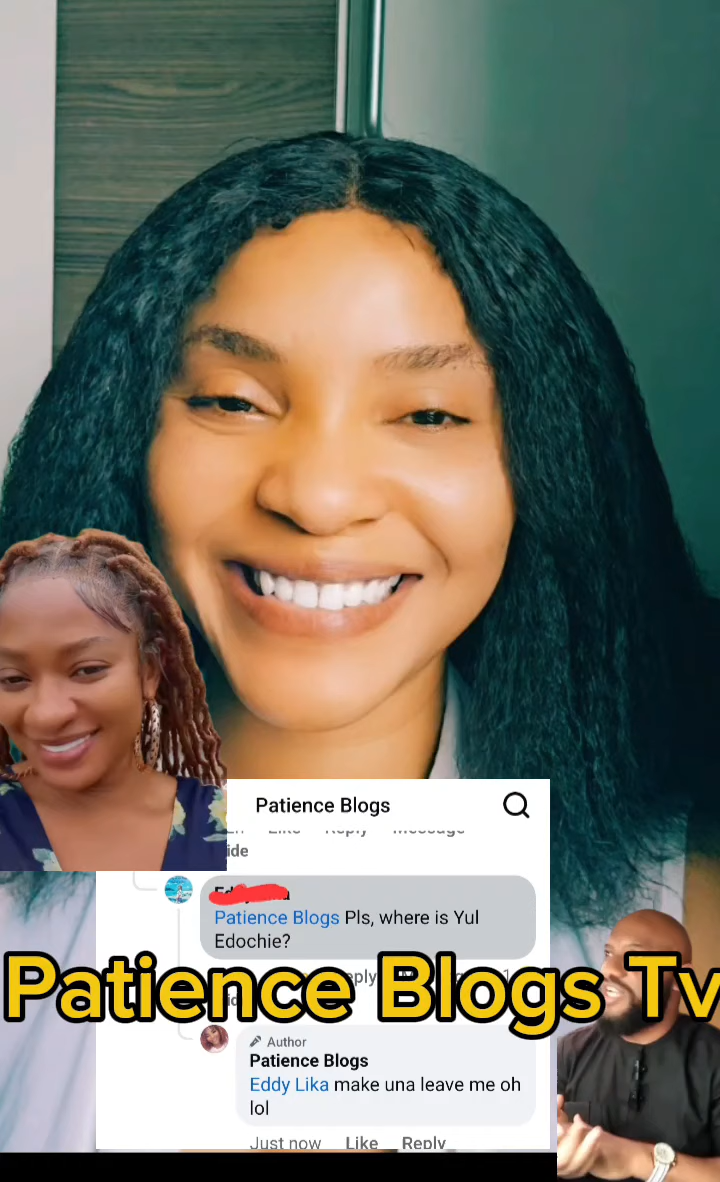 Patience Blogs
ide
Patience Blogs Pls, where is Yul
Edochie?
Patience Blogs Tv
Author
Patience Blogs
Eddy Lika make una leave me oh
lol
Just now Like Reply